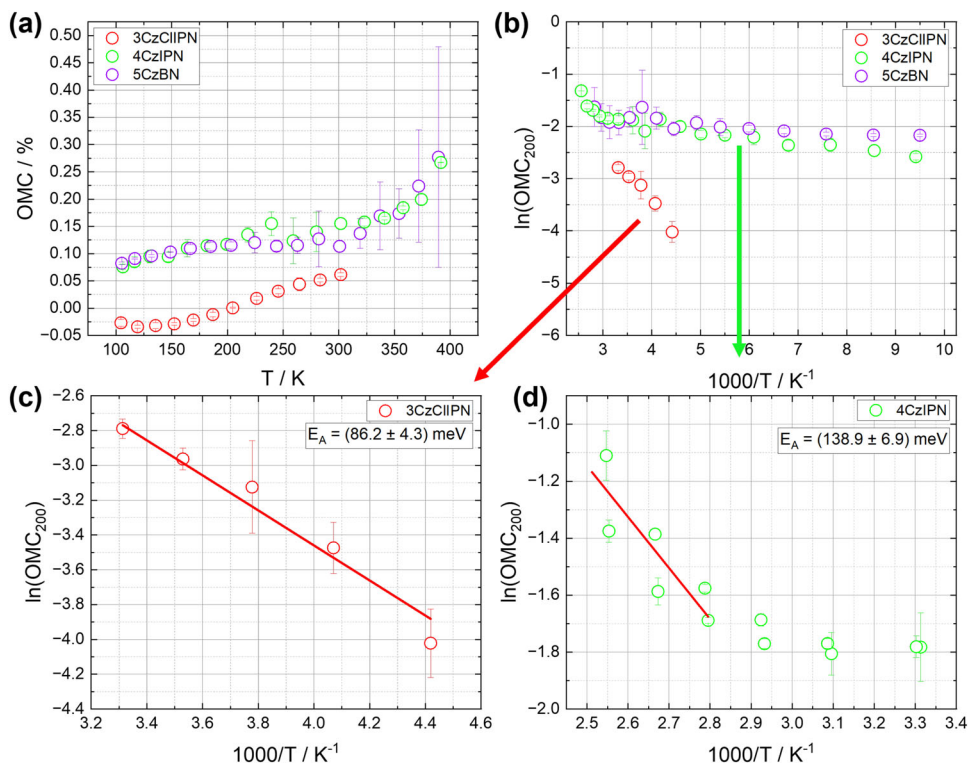 (a)
0.50
0.45
0.40
0.35
0.30
0.25
0.20
0.15
0.10
0.05
0.00
−0.05
OMC / %
3CzClIPN
4CzIPN
5CzBN
100 150 200 250 300 350 400
T / K
(b)
0
−1
−2
−3
−4
−5
−6
ln(OMC200)
3CzClIPN
4CzIPN
5CzBN
3 4 5 6 7 8 9 10
1000/T / K-1
(c)
−2.6
−2.8
−3.0
−3.2
−3.4
−3.6
−3.8
−4.0
−4.2
−4.4
ln(OMC200)
3CzClIPN
EA = (86.2 ± 4.3) meV
3.2 3.4 3.6 3.8 4.0 4.2 4.4 4.6
1000/T / K-1
(d)
−1.0
−1.2
−1.4
−1.6
−1.8
−2.0
ln(OMC200)
4CzIPN
EA = (138.9 ± 6.9) meV
2.5 2.6 2.7 2.8 2.9 3.0 3.1 3.2 3.3 3.4
1000/T / K-1